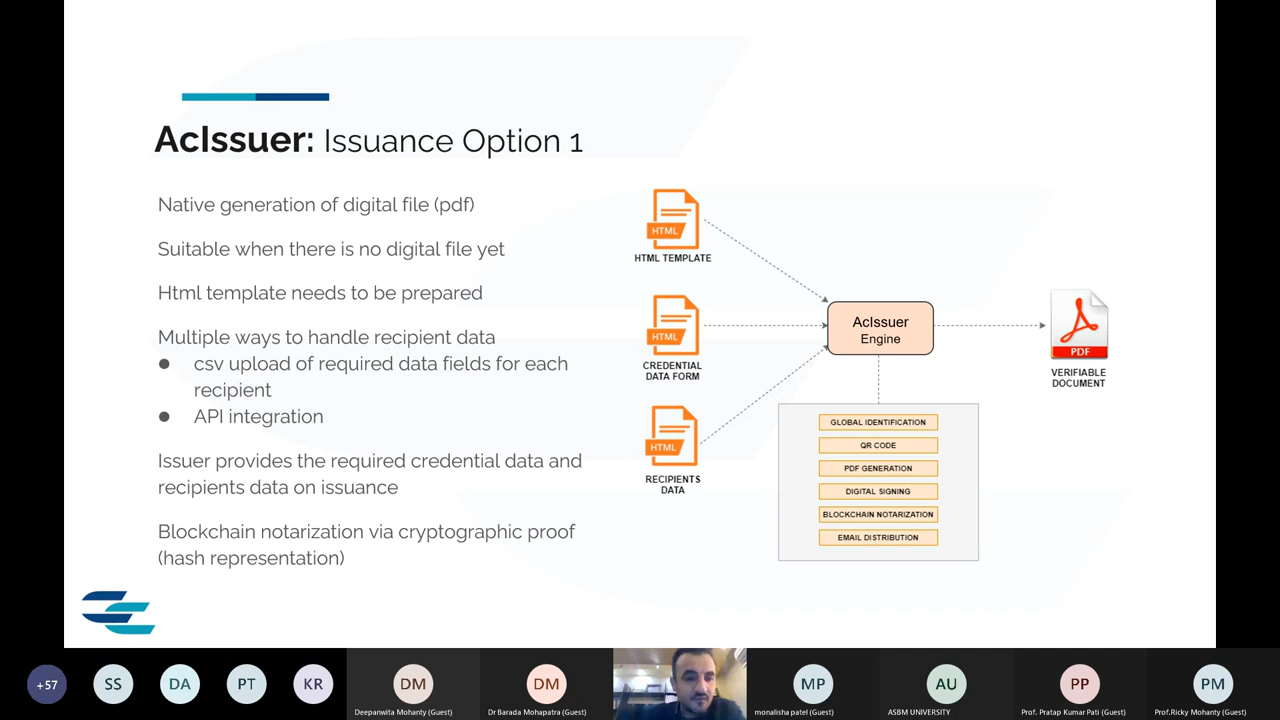 AcIssuer: Issuance Option 1
Native generation of digital file (pdf)
Suitable when there is no digital file yet
Html template needs to be prepared
Multiple ways to handle recipient data
● csv upload of required data fields for each
recipient
● API integration
Issuer provides the required credential data and
recipients data on issuance
Blockchain notarization via cryptographic proof
(hash representation)
HTML
HTML TEMPLATE
HTML
CREDENTIAL
DATA FORM
HTML
RECIPIENTS
DATA
AcIssuer
Engine
PDF
VERIFIABLE
DOCUMENT
GLOBAL IDENTIFICATION
QR CODE
PDF GENERATION
DIGITAL SIGNING
BLOCKCHAIN NOTARIZATION
EMAIL DISTRIBUTION
+57
SS
DA
PT
KR
DM
Deepanwita Mohanty (Guest)
DM
Dr Barada Mohapatra (Guest)
MP
monalisha patel (Guest)
AU
ASBM UNIVERSITY
PP
Prof. Pratap Kumar Pati (Guest)
PM
Prof.Ricky Mohanty (Guest)